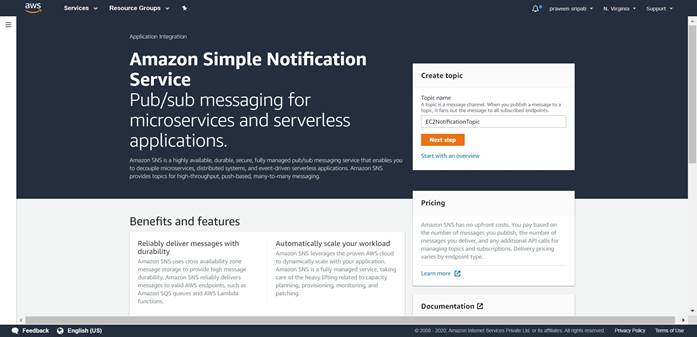 aws
Services
Resource Groups
praveen sripati
N. Virginia
Support
Application Integration
Amazon Simple Notification
Service
Pub/sub messaging for
microservices and serverless
applications.
Amazon SNS is a highly available, durable, secure, fully managed pub/sub messaging service that enables you
to decouple microservices, distributed systems, and event-driven serverless applications. Amazon SNS
provides topics for high-throughput, push-based, many-to-many messaging.
Create topic
Topic name
A topic is a message channel. When you publish a message to a
topic, it fans out the message to all subscribed endpoints.
EC2NotificationTopic
Next step
Start with an overview
Pricing
Amazon SNS has no upfront costs. You pay based on
the number of messages you publish, the number of
messages you deliver, and any additional API calls for
managing topics and subscriptions. Delivery pricing
varies by endpoint type.
Learn more
Documentation
Benefits and features
Reliably deliver messages with
durability
Amazon SNS uses cross availability zone
message storage to provide high message
durability. Amazon SNS reliably delivers
messages to valid AWS endpoints, such as
Amazon SQS queues and AWS Lambda
functions.
Automatically scale your workload
Amazon SNS leverages the proven AWS cloud
to dynamically scale with your application.
Amazon SNS is a fully managed service, taking
care of the heavy lifting related to capacity
planning, provisioning, monitoring, and
patching.
Feedback
English (US)
© 2008 - 2020, Amazon Internet Services Private Ltd. or its affiliates. All rights reserved.
Privacy Policy
Terms of Use